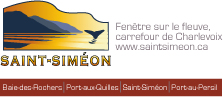 Fenêtre sur le fleuve,
carrefour de Charlevoix
www.saintsimeon.ca
SAINT-SIMÉON
Baie-des-Rochers | Port-aux-Quilles | Saint-Siméon | Port-au-Persil